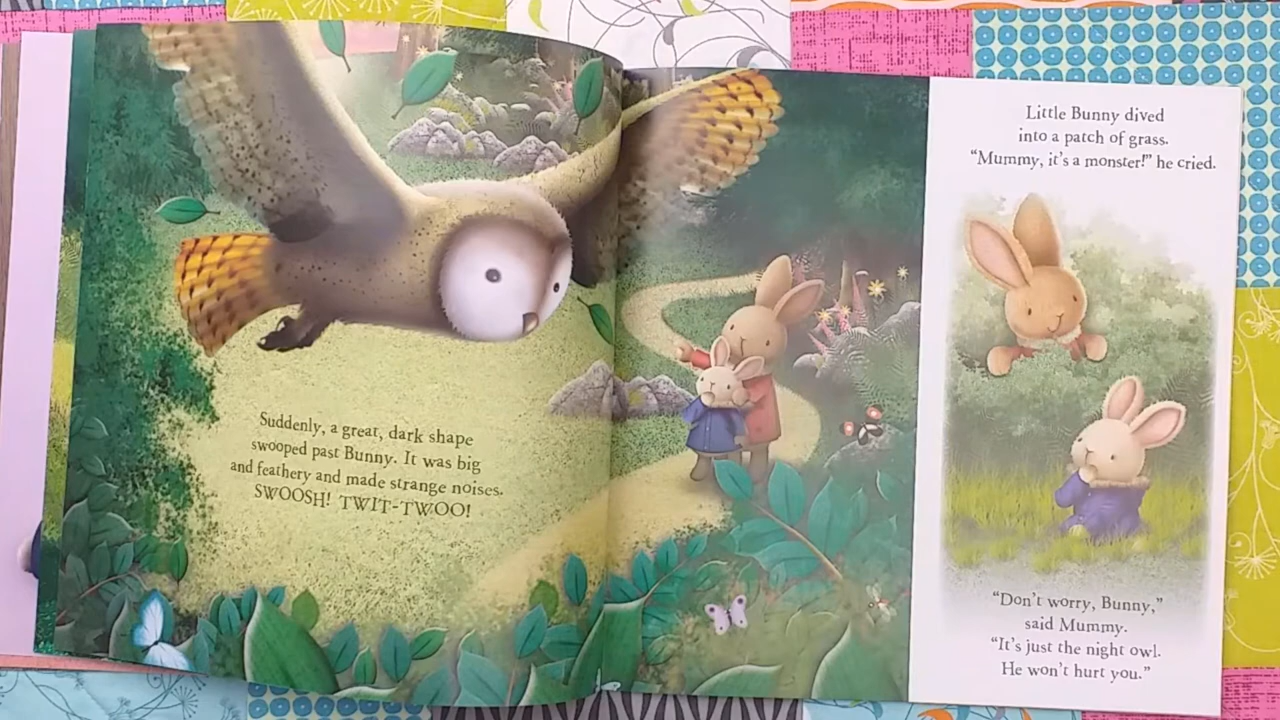 Suddenly, a great, dark shape
swooped past Bunny. It was big
and feathery and made strange noises.
SWOOSH! TWIT-TWOO!
Little Bunny dived
into a patch of grass.
“Mummy, it's a monster!” he cried.
“Don't worry, Bunny,”
said Mummy.
“It's just the night owl.
He won't hurt you.”